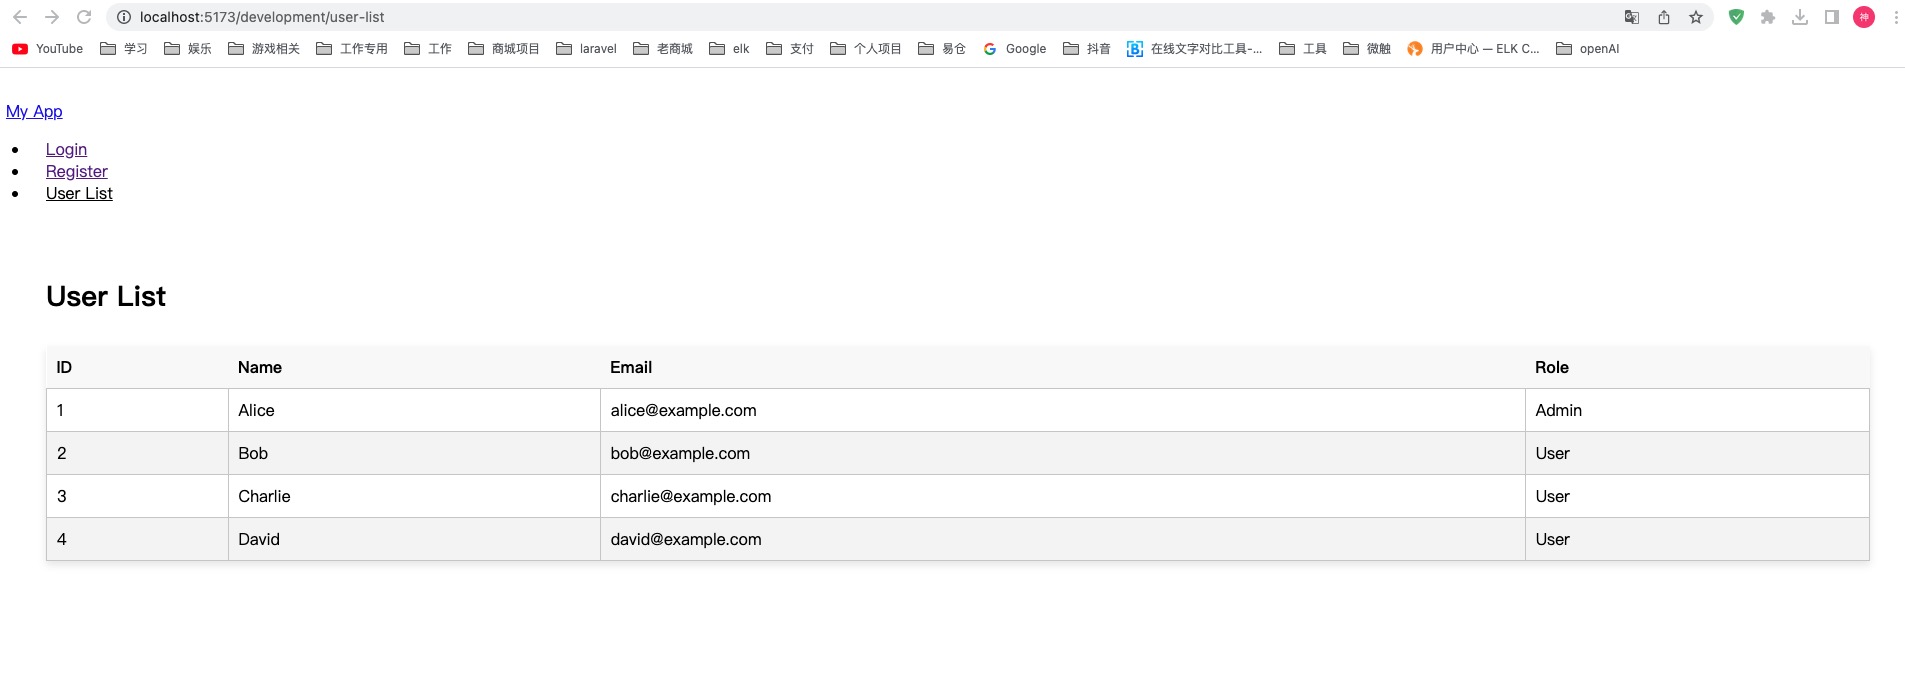 localhost:5173/development/user-list
YouTube 学习 娱乐 游戏相关 工作专用 工作 商城项目 laravel 老商城 elk 支付 个人项目 易仓 Google 抖音 在线文字对比工具-... 工具 微触 用户中心 — ELK C... openAI
My App
Login
Register
User List
User List
ID Name Email Role
1 Alice alice@example.com Admin
2 Bob bob@example.com User
3 Charlie charlie@example.com User
4 David david@example.com User